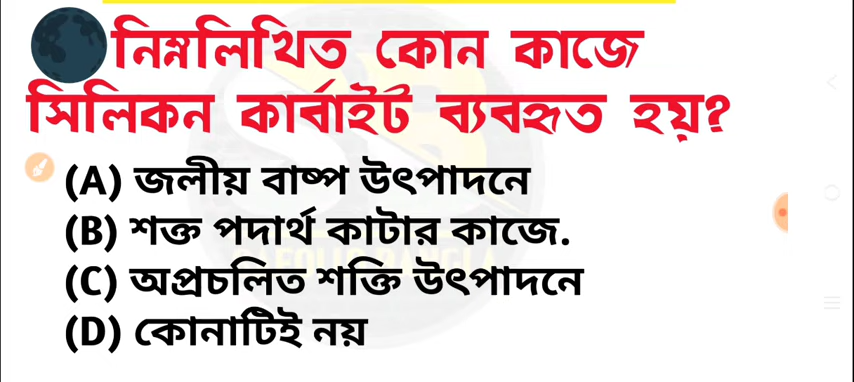 নিম্নলিখিত কোন কাজে
সিলিকন কার্বাইট ব্যবহৃত হয়?
(A) জলীয় বাষ্প উৎপাদনে
(B) শক্ত পদার্থ কাটার কাজে.
(C) অপ্রচলিত শক্তি উৎপাদনে
(D) কোনাটিই নয়